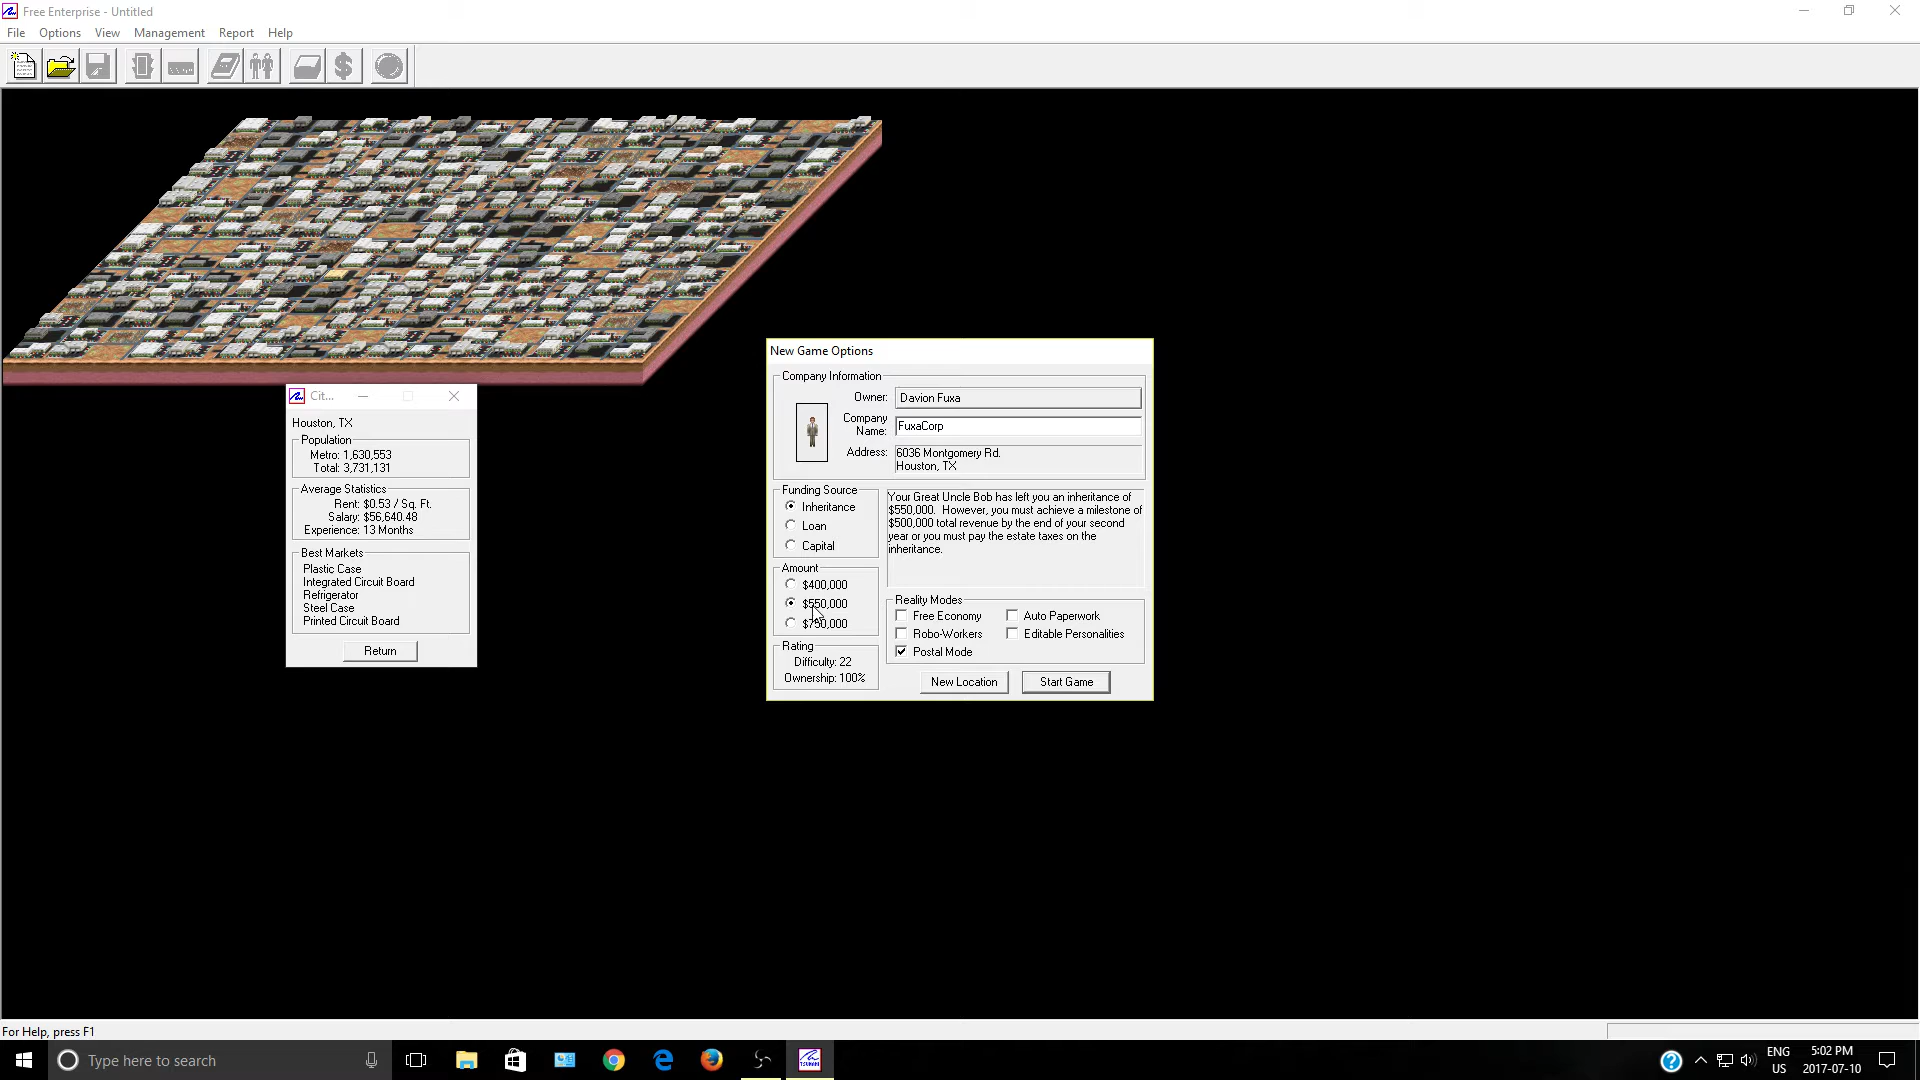 Free Enterprise - Untitled
File Options View Management Report Help
New Game Options
Company Information
Owner: Davion Fuxa
Company Name: FuxaCorp
Address: 6036 Montgomery Rd.
Houston, TX
Funding Source
Inheritance
Loan
Capital
Your Great Uncle Bob has left you an inheritance of
$550,000. However, you must achieve a milestone of
$500,000 total revenue by the end of your second
year or you must pay the estate taxes on the
inheritance.
Amount
$400,000
$550,000
$750,000
Reality Modes
Free Economy Auto Paperwork
Robo-Workers Editable Personalities
Postal Mode
Rating
Difficulty: 22
Ownership: 100%
New Location Start Game
Cit...
Houston, TX
Population
Metro: 1,630,553
Total: 3,731,131
Average Statistics
Rent: $0.53 / Sq. Ft.
Salary: $56,640.48
Experience: 13 Months
Best Markets
Plastic Case
Integrated Circuit Board
Refrigerator
Steel Case
Printed Circuit Board
Return
For Help, press F1
Type here to search
TSUNAMI
ENG
US
5:02 PM
2017-07-10